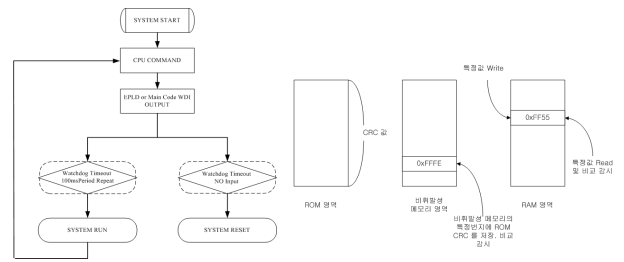 SYSTEM START
CPU COMMAND
EPLD or Main Code WDI
OUTPUT
Watchdog Timeout
100msPeriod Repeat
Watchdog Timeout
NO Input
SYSTEM RUN
SYSTEM RESET
CRC 값
ROM 영역
0xFFFE
비휘발성
메모리 영역
비휘발성 메모리의
특정번지에 ROM
CRC 를 저장. 비교
감시
특정값 Write
0xFF55
특정값 Read
및 비교 감시
RAM 영역